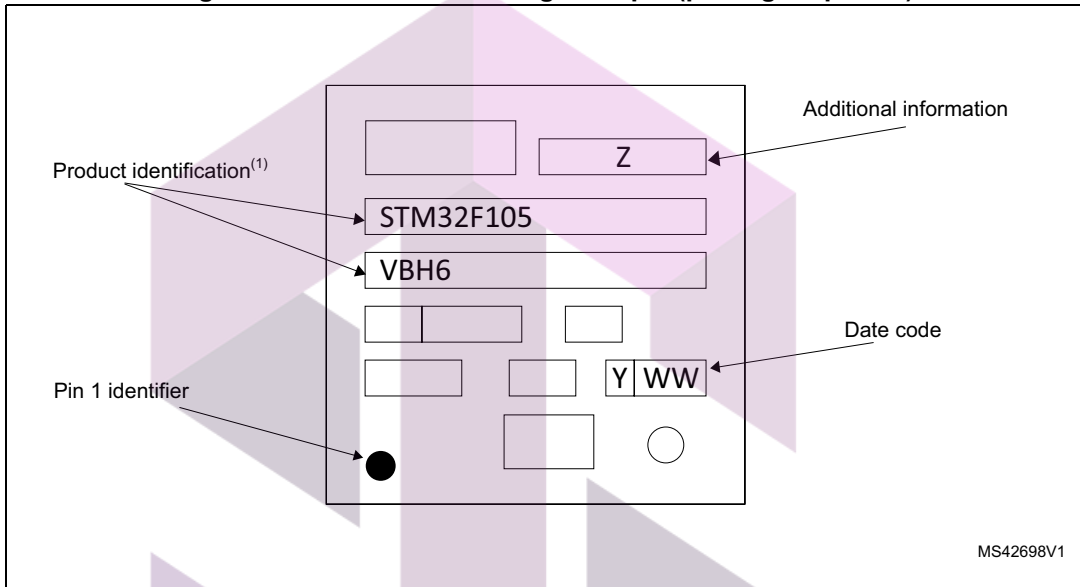 Additional information
Z
Product identification(1)
STM32F105
VBH6
Date code
Y WW
Pin 1 identifier
MS42698V1